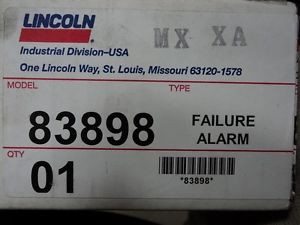 LINCOLN
MX XA
Industrial Division–USA
One Lincoln Way, St. Louis, Missouri 63120-1578
MODEL
TYPE
83898
FAILURE
ALARM
QTY
01
*83898*